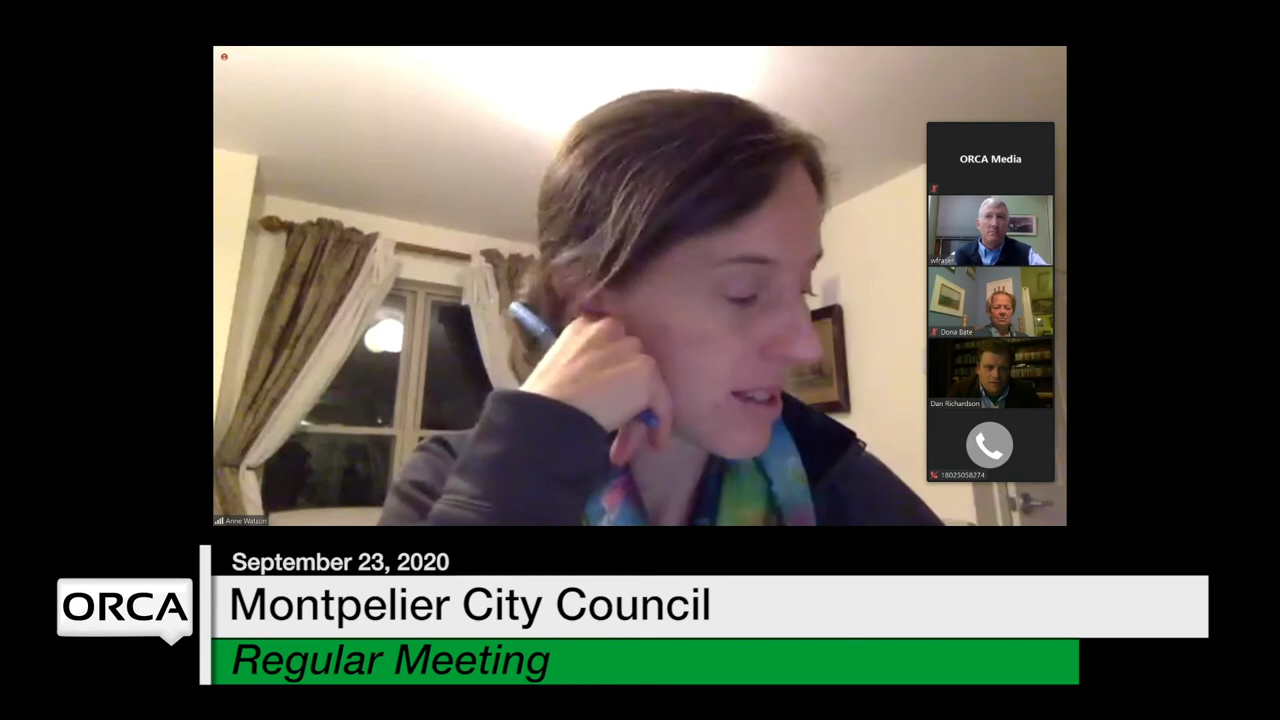 ORCA Media
wfraser
Dona Bate
Dan Richardson
18025058274
Anne Watson
September 23, 2020
ORCA
Montpelier City Council
Regular Meeting